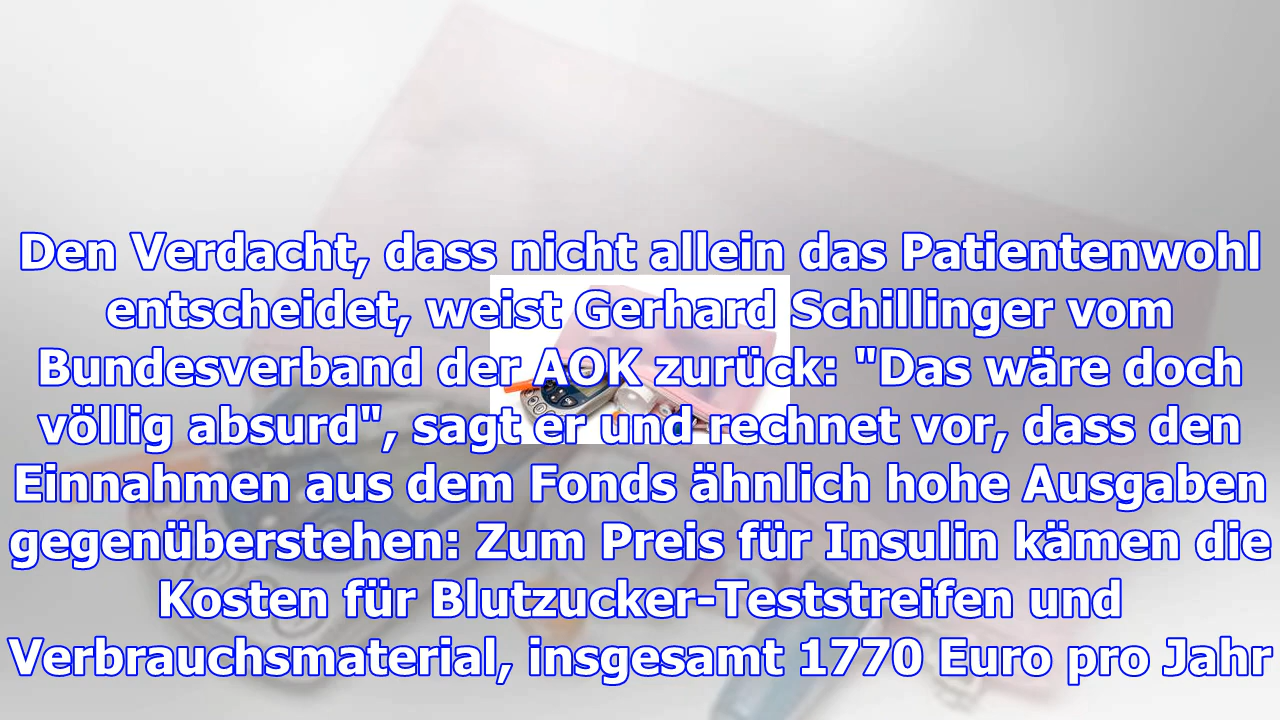 Den Verdacht, dass nicht allein das Patientenwohl
entscheidet, weist Gerhard Schillinger vom
Bundesverband der AOK zurück: "Das wäre doch
völlig absurd", sagt er und rechnet vor, dass den
Einnahmen aus dem Fonds ähnlich hohe Ausgaben
gegenüberstehen: Zum Preis für Insulin kämen die
Kosten für Blutzucker-Teststreifen und
Verbrauchsmaterial, insgesamt 1770 Euro pro Jahr